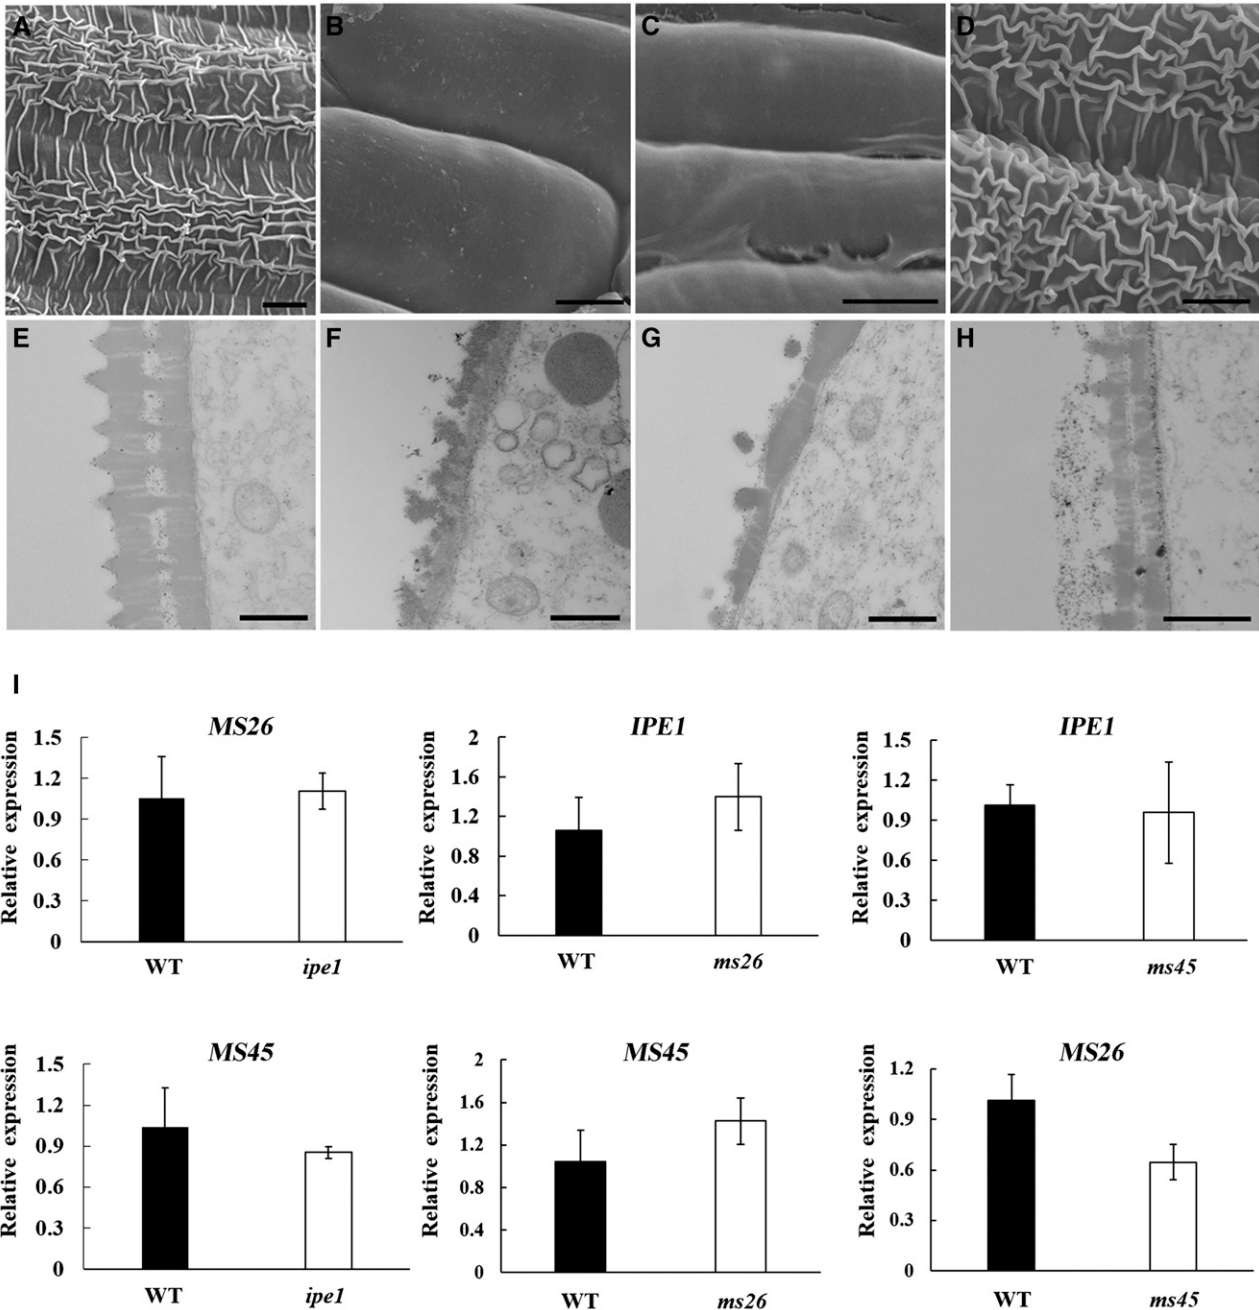 A
B
C
D
E
F
G
H
I
MS26
Relative expression
1.5
1.2
0.9
0.6
0.3
0
WT
ipe1
IPE1
Relative expression
2
1.6
1.2
0.8
0.4
0
WT
ms26
IPE1
Relative expression
1.5
1.2
0.9
0.6
0.3
0
WT
ms45
MS45
Relative expression
1.5
1.2
0.9
0.6
0.3
0
WT
ipe1
MS45
Relative expression
2
1.6
1.2
0.8
0.4
0
WT
ms26
MS26
Relative expression
1.2
0.9
0.6
0.3
0
WT
ms45